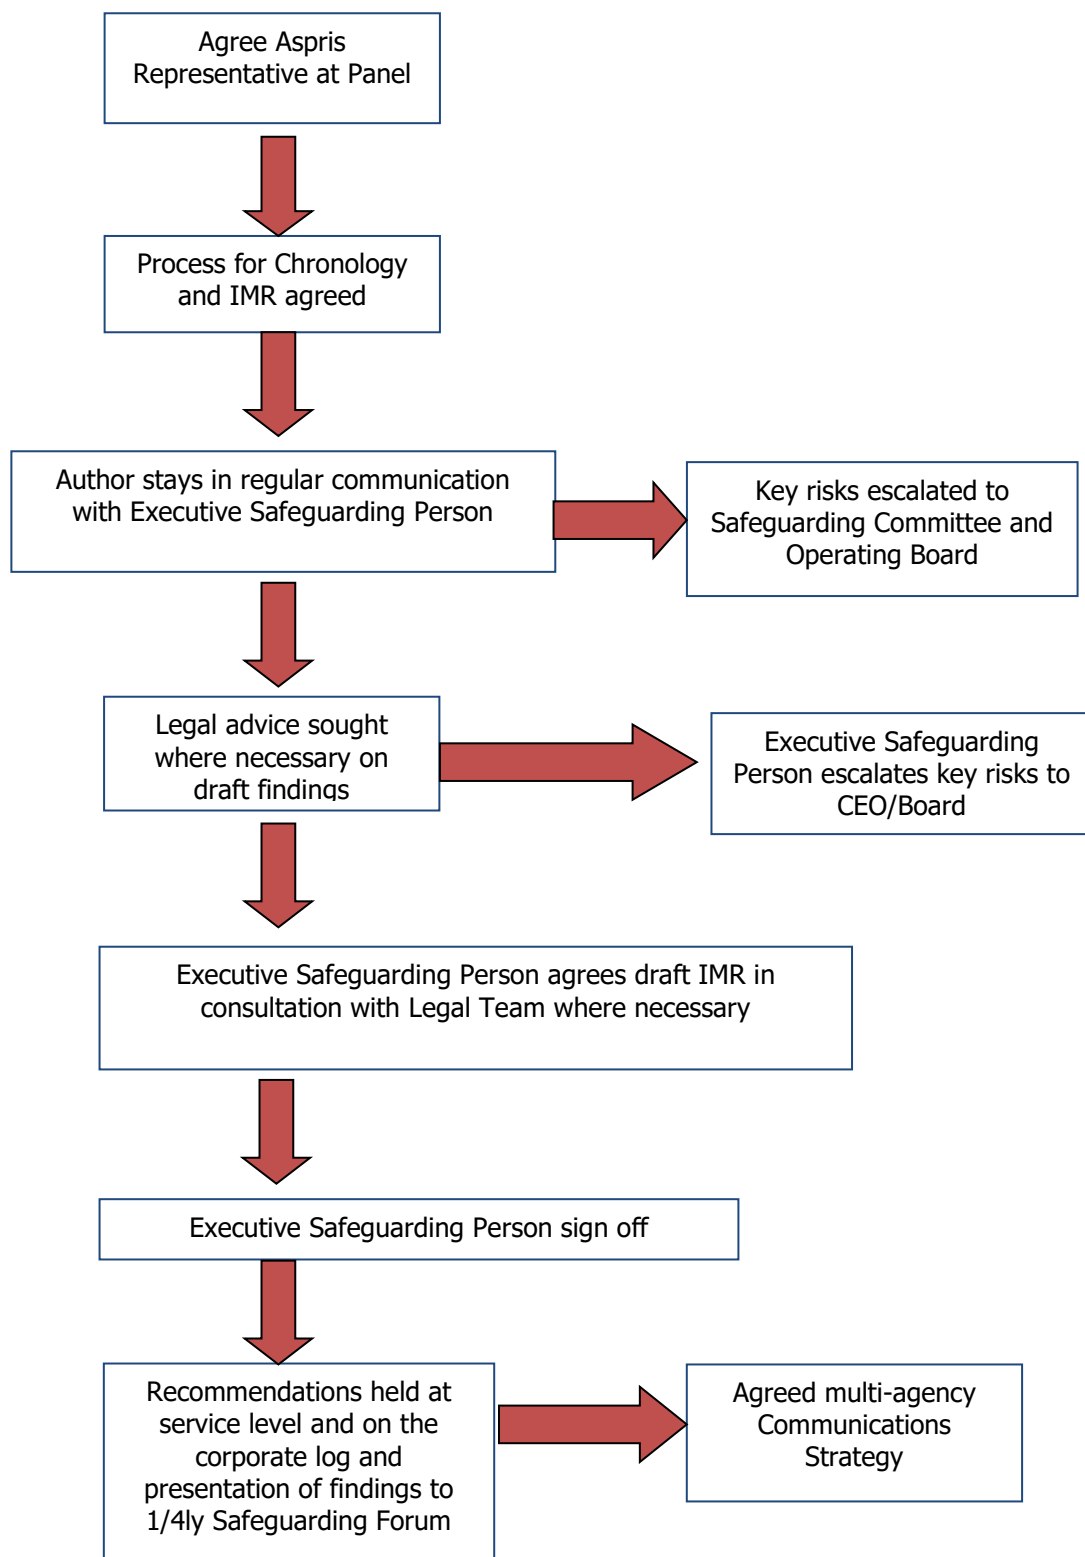 Agree Aspris
Representative at Panel
Process for Chronology
and IMR agreed
Author stays in regular communication
with Executive Safeguarding Person
Key risks escalated to
Safeguarding Committee and
Operating Board
Legal advice sought
where necessary on
draft findings
Executive Safeguarding
Person escalates key risks to
CEO/Board
Executive Safeguarding Person agrees draft IMR in
consultation with Legal Team where necessary
Executive Safeguarding Person sign off
Recommendations held at
service level and on the
corporate log and
presentation of findings to
1/4ly Safeguarding Forum
Agreed multi-agency
Communications
Strategy